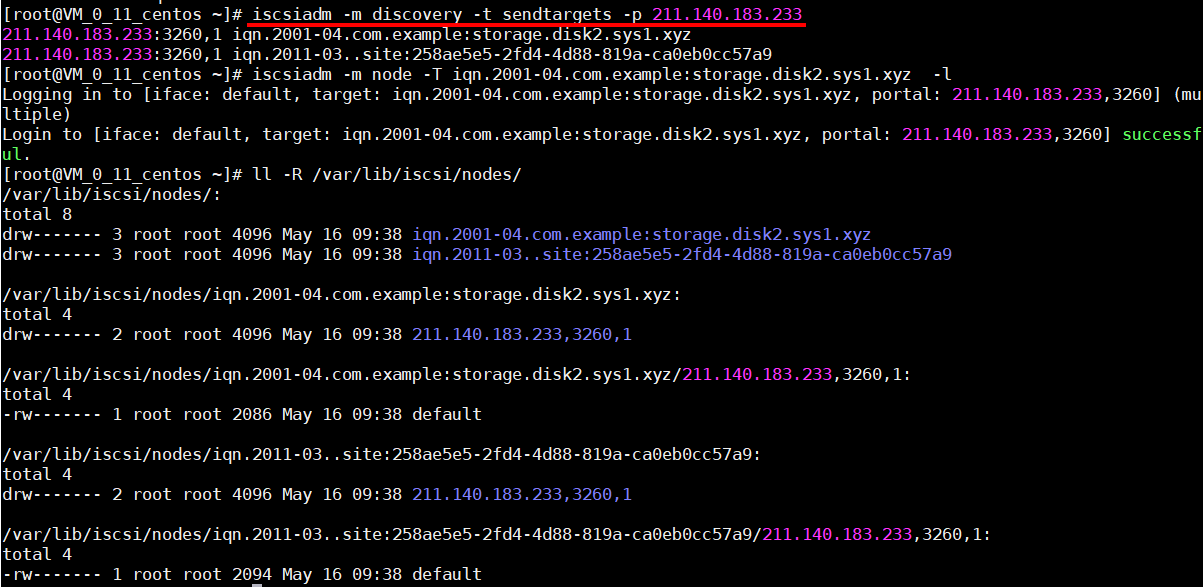 [root@VM_0_11_centos ~]# iscsiadm -m discovery -t sendtargets -p 211.140.183.233
211.140.183.233:3260,1 iqn.2001-04.com.example:storage.disk2.sys1.xyz
211.140.183.233:3260,1 iqn.2011-03..site:258ae5e5-2fd4-4d88-819a-ca0eb0cc57a9
[root@VM_0_11_centos ~]# iscsiadm -m node -T iqn.2001-04.com.example:storage.disk2.sys1.xyz  -l
Logging in to [iface: default, target: iqn.2001-04.com.example:storage.disk2.sys1.xyz, portal: 211.140.183.233,3260] (mu
ltiple)
Login to [iface: default, target: iqn.2001-04.com.example:storage.disk2.sys1.xyz, portal: 211.140.183.233,3260] successf
ul.
[root@VM_0_11_centos ~]# ll -R /var/lib/iscsi/nodes/
/var/lib/iscsi/nodes/:
total 8
drw------- 3 root root 4096 May 16 09:38 iqn.2001-04.com.example:storage.disk2.sys1.xyz
drw------- 3 root root 4096 May 16 09:38 iqn.2011-03..site:258ae5e5-2fd4-4d88-819a-ca0eb0cc57a9

/var/lib/iscsi/nodes/iqn.2001-04.com.example:storage.disk2.sys1.xyz:
total 4
drw------- 2 root root 4096 May 16 09:38 211.140.183.233,3260,1

/var/lib/iscsi/nodes/iqn.2001-04.com.example:storage.disk2.sys1.xyz/211.140.183.233,3260,1:
total 4
-rw------- 1 root root 2086 May 16 09:38 default

/var/lib/iscsi/nodes/iqn.2011-03..site:258ae5e5-2fd4-4d88-819a-ca0eb0cc57a9:
total 4
drw------- 2 root root 4096 May 16 09:38 211.140.183.233,3260,1

/var/lib/iscsi/nodes/iqn.2011-03..site:258ae5e5-2fd4-4d88-819a-ca0eb0cc57a9/211.140.183.233,3260,1:
total 4
-rw------- 1 root root 2094 May 16 09:38 default